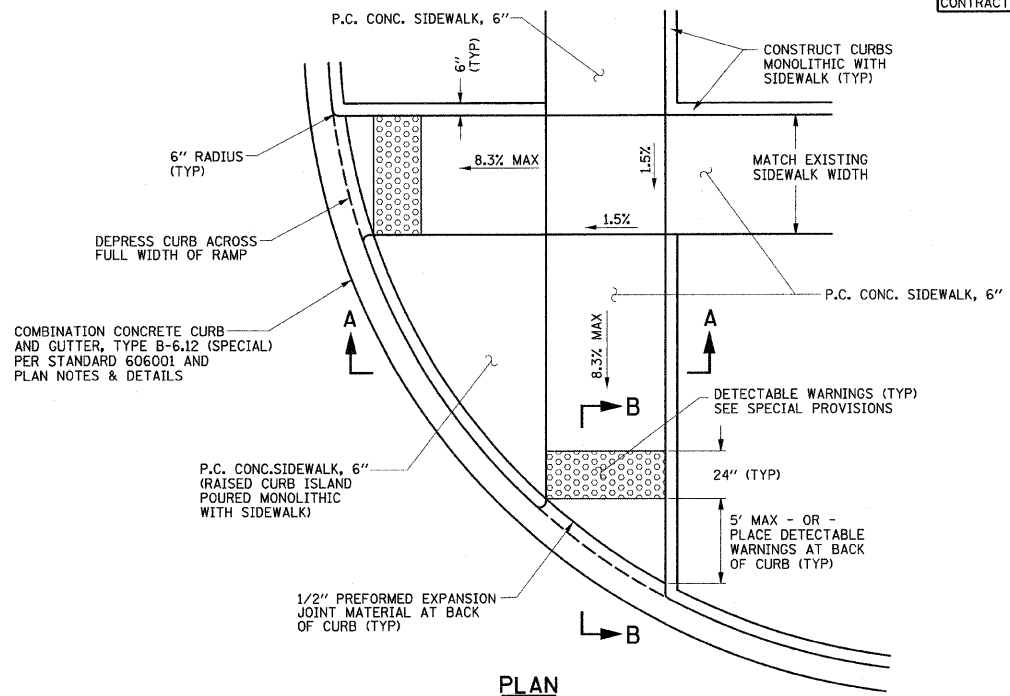 CONTRACT
P.C. CONC. SIDEWALK, 6"
6"
(TYP)
CONSTRUCT CURBS
MONOLITHIC WITH
SIDEWALK (TYP)
6" RADIUS
(TYP)
8.3% MAX
1.5%
MATCH EXISTING
SIDEWALK WIDTH
1.5%
DEPRESS CURB ACROSS
FULL WIDTH OF RAMP
P.C. CONC. SIDEWALK, 6"
COMBINATION CONCRETE CURB
AND GUTTER, TYPE B-6.12 (SPECIAL)
PER STANDARD 606001 AND
PLAN NOTES & DETAILS
A
A
8.3% MAX
B
DETECTABLE WARNINGS (TYP)
SEE SPECIAL PROVISIONS
P.C. CONC.SIDEWALK, 6"
(RAISED CURB ISLAND
POURED MONOLITHIC
WITH SIDEWALK)
24" (TYP)
5' MAX - OR -
PLACE DETECTABLE
WARNINGS AT BACK
OF CURB (TYP)
1/2" PREFORMED EXPANSION
JOINT MATERIAL AT BACK
OF CURB (TYP)
B
PLAN